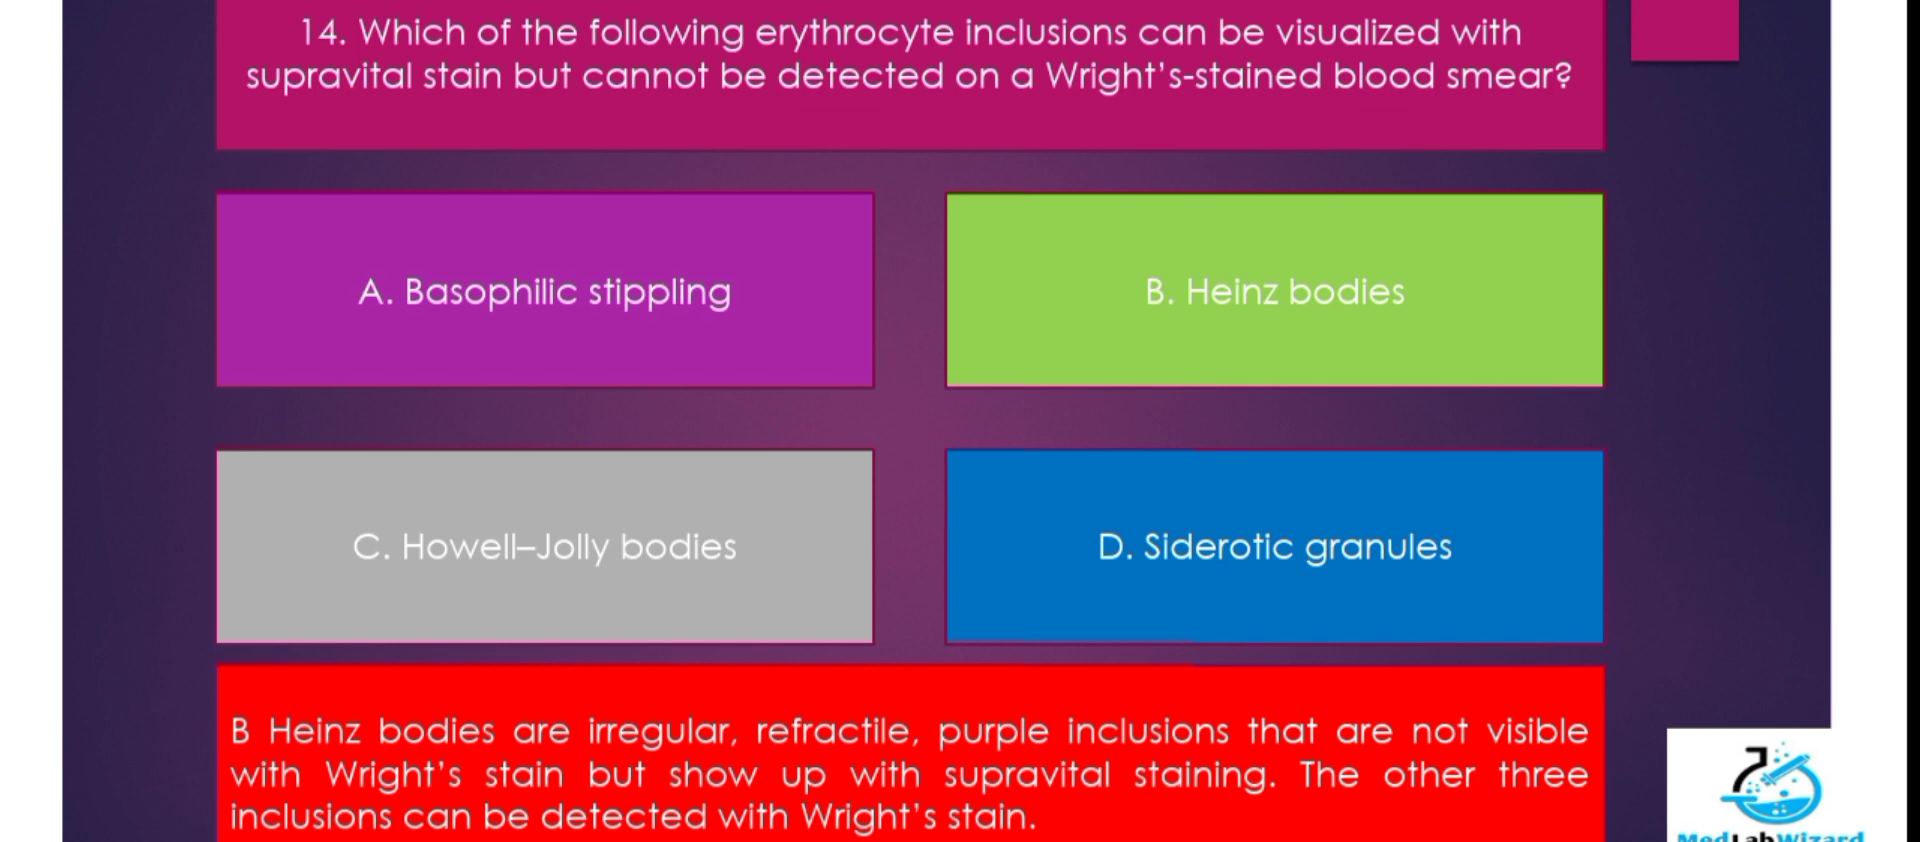 14. Which of the following erythrocyte inclusions can be visualized with
supravital stain but cannot be detected on a Wright's-stained blood smear?
A. Basophilic stippling
B. Heinz bodies
C. Howell–Jolly bodies
D. Siderotic granules
B Heinz bodies are irregular, refractile, purple inclusions that are not visible
with Wright's stain but show up with supravital staining. The other three
inclusions can be detected with Wright's stain.
MedLabWizard